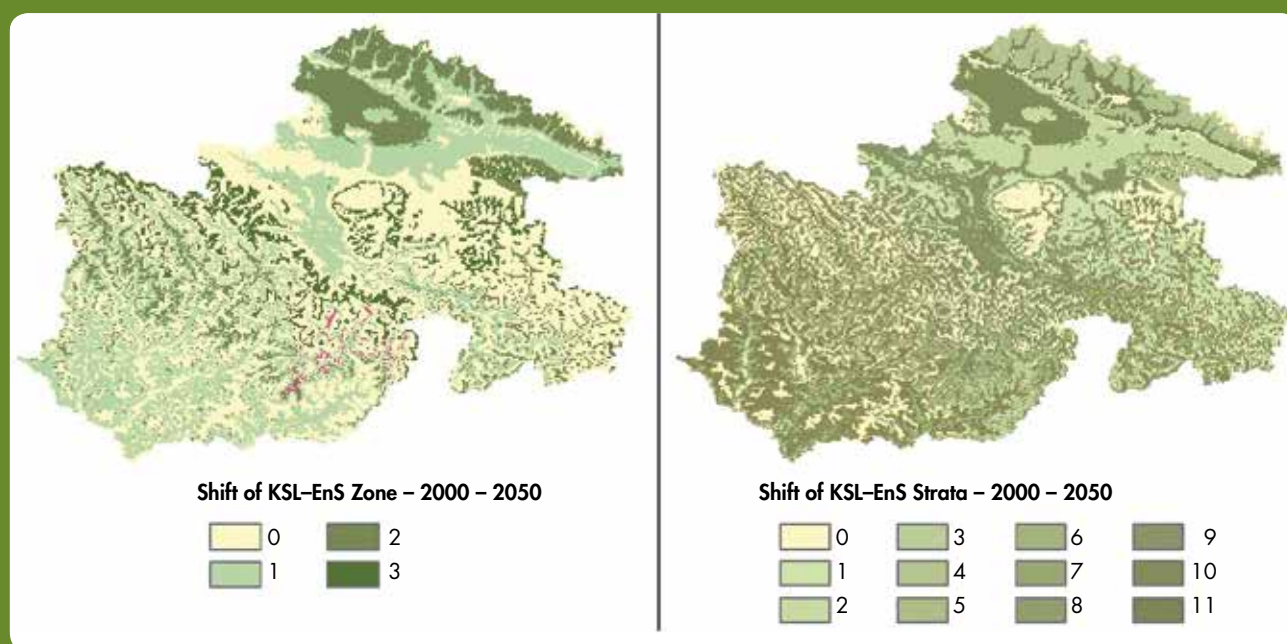 Shift of KSL–EnS Zone – 2000 – 2050
0 2
1 3
Shift of KSL–EnS Strata – 2000 – 2050
0 3 6 9
1 4 7 10
2 5 8 11